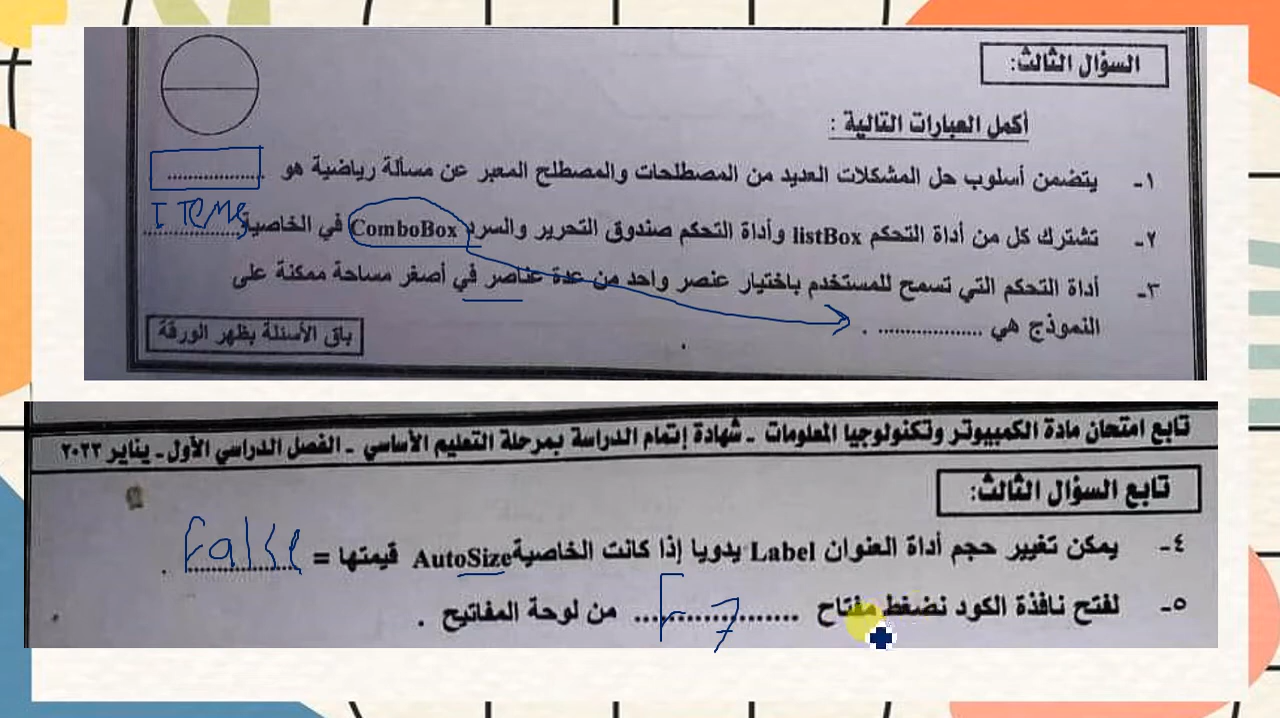 السؤال الثالث:
أكمل العبارات التالية :
١- يتضمن أسلوب حل المشكلات العديد من المصطلحات والمصطلح المعبر عن مسألة رياضية هو ..................
ITems
٢- تشترك كل من أداة التحكم listBox وأداة التحكم صندوق التحرير والسرد ComboBox في الخاصية ..................
٣- أداة التحكم التي تسمح للمستخدم باختيار عنصر واحد من عدة عناصر في أصغر مساحة ممكنة على
النموذج هي .................. .
باق الأسئلة بظهر الورقة
تابع امتحان مادة الكمبيوتر وتكنولوجيا المعلومات ـ شهادة إتمام الدراسة بمرحلة التعليم الأساسي ـ الفصل الدراسي الأول ـ يناير ٢٠٢٣
تابع السؤال الثالث:
٤- يمكن تغيير حجم أداة العنوان Label يدويا إذا كانت الخاصية AutoSize قيمتها = False .
٥- لفتح نافذة الكود نضغط مفتاح F7 من لوحة المفاتيح .